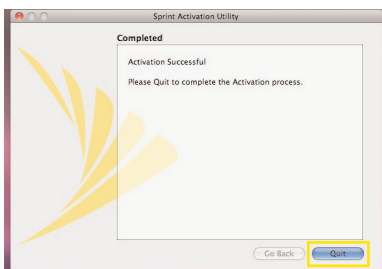 Sprint Activation Utility
Completed
Activation Successful
Please Quit to complete the Activation process.
Go Back
Quit